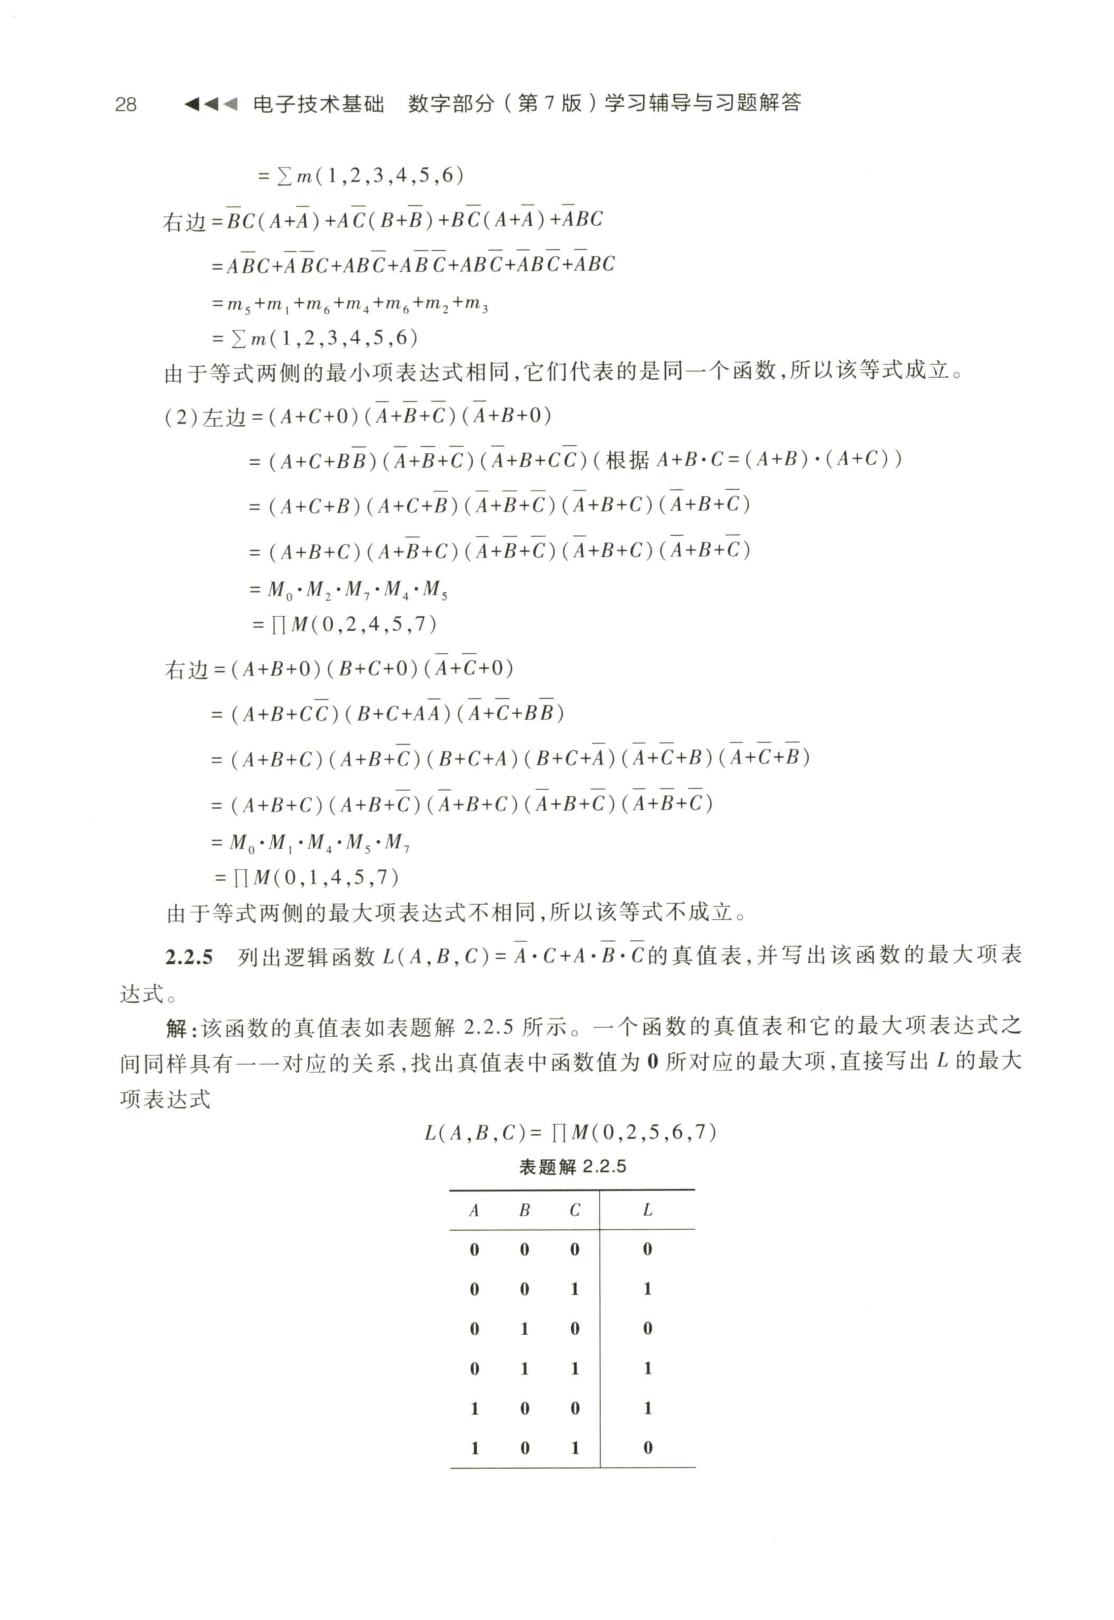 28 ◀◀◀ 电子技术基础 数字部分(第7版)学习辅导与习题解答
=∑m(1,2,3,4,5,6)
右边=B̅C(A+A̅)+AC̅(B+B̅)+BC̅(A+A̅)+A̅BC
=AB̅C+A̅B̅C+ABC̅+AB̅C̅+ABC̅+A̅BC̅+A̅BC
=m₅+m₁+m₆+m₄+m₆+m₂+m₃
=∑m(1,2,3,4,5,6)
由于等式两侧的最小项表达式相同,它们代表的是同一个函数,所以该等式成立。
(2)左边=(A+C+0)(A̅+B̅+C̅)(A̅+B+0)
=(A+C+BB̅)(A̅+B̅+C̅)(A̅+B+CC̅)(根据 A+B·C=(A+B)·(A+C))
=(A+C+B)(A+C+B̅)(A̅+B̅+C̅)(A̅+B+C)(A̅+B+C̅)
=(A+B+C)(A+B̅+C)(A̅+B̅+C̅)(A̅+B+C)(A̅+B+C̅)
=M₀·M₂·M₇·M₄·M₅
=∏M(0,2,4,5,7)
右边=(A+B+0)(B+C+0)(A̅+C̅+0)
=(A+B+CC̅)(B+C+AA̅)(A̅+C̅+BB̅)
=(A+B+C)(A+B+C̅)(B+C+A)(B+C+A̅)(A̅+C̅+B)(A̅+C̅+B̅)
=(A+B+C)(A+B+C̅)(A̅+B+C)(A̅+B+C̅)(A̅+B̅+C̅)
=M₀·M₁·M₄·M₅·M₇
=∏M(0,1,4,5,7)
由于等式两侧的最大项表达式不相同,所以该等式不成立。
2.2.5 列出逻辑函数 L(A,B,C)=A̅·C+A·B̅·C̅的真值表,并写出该函数的最大项表
达式。
解:该函数的真值表如表题解 2.2.5 所示。一个函数的真值表和它的最大项表达式之
间同样具有一一对应的关系,找出真值表中函数值为 0 所对应的最大项,直接写出 L 的最大
项表达式
L(A,B,C)=∏M(0,2,5,6,7)
表题解 2.2.5
A B C L
0 0 0 0
0 0 1 1
0 1 0 0
0 1 1 1
1 0 0 1
1 0 1 0